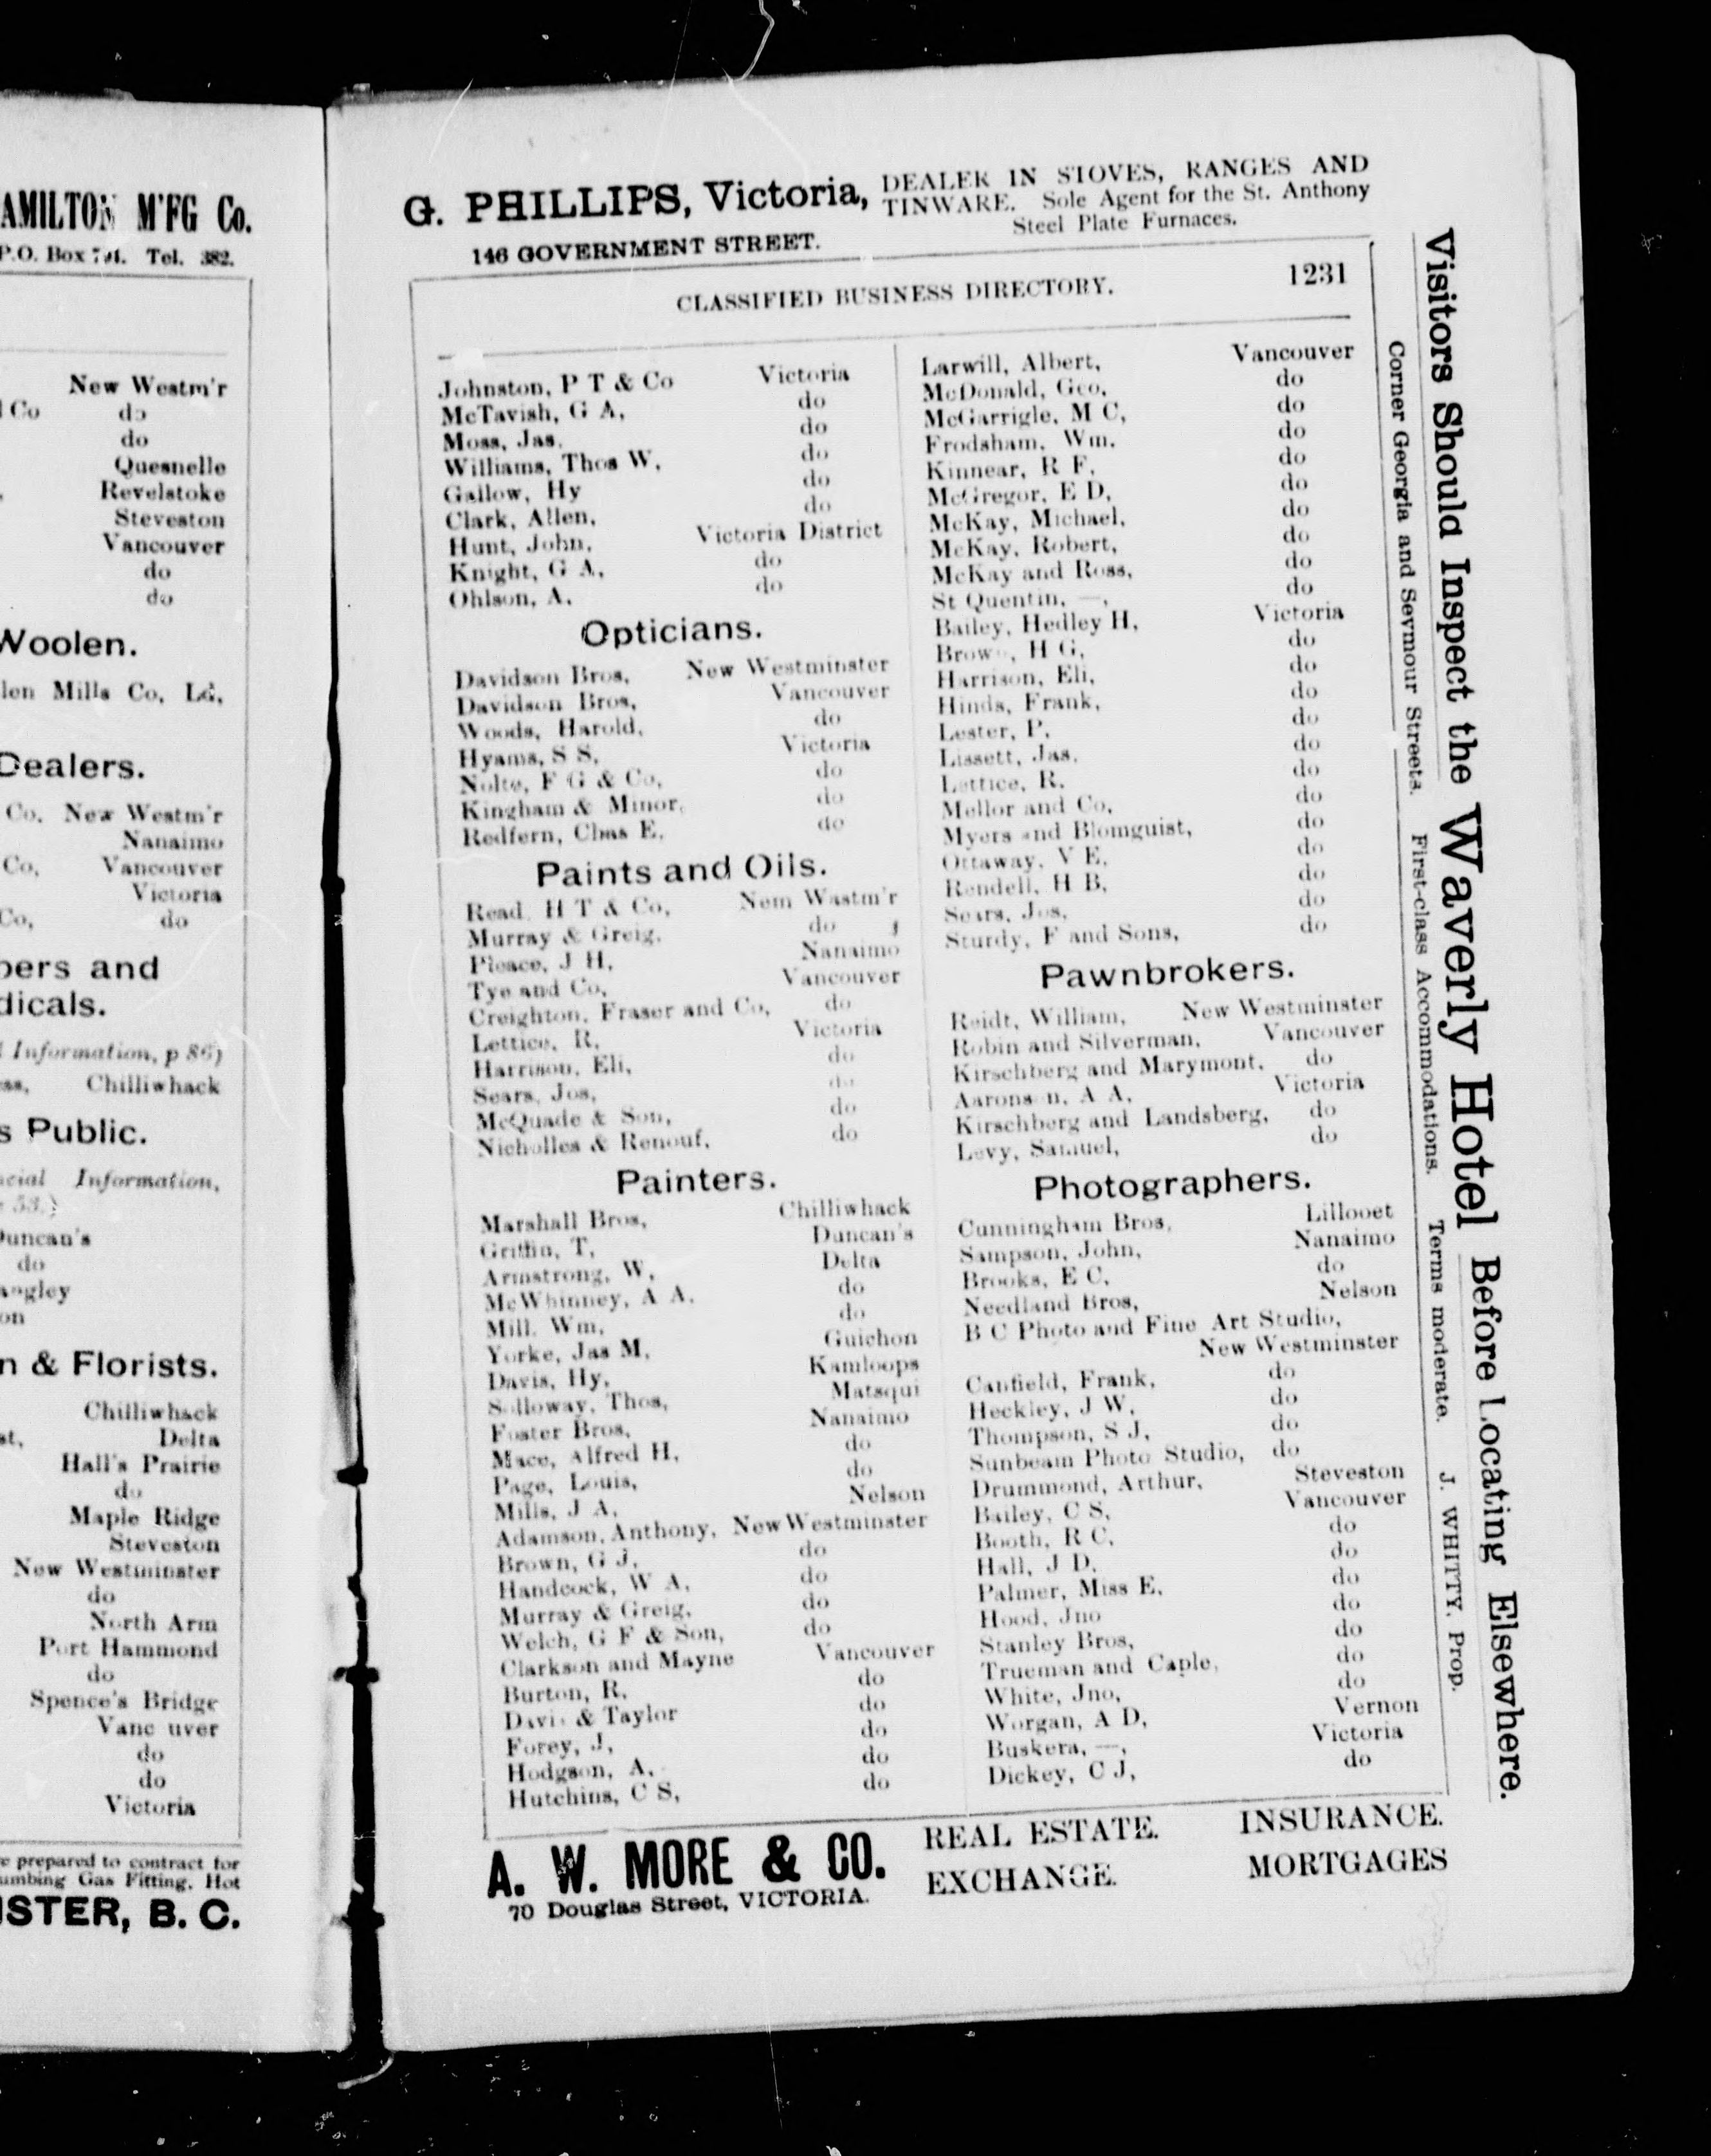 AMILTON M'FG Co.
P.O. Box 7 1. Tel. 382.
New Westm'r
Co do
do
Quesnelle
Revelstoke
Steveston
Vancouver
do
do
Woolen.
len Mills Co, Ld,
Dealers.
Co. New Westm'r
Nanaimo
Co, Vancouver
Victoria
Co, do
pers and
dicals.
Information, p 86)
ss, Chilliwhack
s Public.
cial Information,
53.)
Duncan's
do
angley
on
n & Florists.
Chilliwhack
st, Delta
Hall's Prairie
do
Maple Ridge
Steveston
New Westminster
do
North Arm
Port Hammond
do
Spence's Bridge
Vanc uver
do
do
Victoria
e prepared to contract for
umbing Gas Fitting, Hot
ISTER, B. C.
G. PHILLIPS, Victoria, DEALER IN STOVES, RANGES AND
TINWARE. Sole Agent for the St. Anthony
Steel Plate Furnaces.
146 GOVERNMENT STREET.
CLASSIFIED BUSINESS DIRECTORY. 1231
Johnston, P T & Co Victoria
McTavish, G A, do
Moss, Jas. do
Williams, Thos W, do
Gallow, Hy do
Clark, Allen, do
Hunt, John, Victoria District
Knight, G A, do
Ohlson, A. do
Opticians.
Davidson Bros, New Westminster
Davidson Bros, Vancouver
Woods, Harold, do
Hyams, S S, Victoria
Nolte, F G & Co, do
Kingham & Minor, do
Redfern, Chas E, do
Paints and Oils.
Read, H T & Co, Nem Wastm'r
Murray & Greig, do
Pleace, J H, Nanaimo
Tye and Co, Vancouver
Creighton, Fraser and Co, do
Lettice, R, Victoria
Harrison, Eli, do
Sears, Jos, do
McQuade & Son, do
Nicholles & Renouf, do
Painters.
Marshall Bros, Chilliwhack
Griffin, T, Duncan's
Armstrong, W, Delta
McWhinney, A A, do
Mill, Wm, do
Yorke, Jas M, Guichon
Davis, Hy, Kamloops
S lloway, Thos, Matsqui
Foster Bros, Nanaimo
Mace, Alfred H, do
Page, Louis, do
Mills, J A, Nelson
Adamson, Anthony, New Westminster
Brown, G J, do
Handcock, W A, do
Murray & Greig, do
Welch, G F & Son, do
Clarkson and Mayne Vancouver
Burton, R, do
Davis & Taylor do
Forey, J, do
Hodgson, A, do
Hutchins, C S, do
Larwill, Albert, Vancouver
McDonald, Geo, do
McGarrigle, M C, do
Frodsham, Wm, do
Kinnear, R F, do
McGregor, E D, do
McKay, Michael, do
McKay, Robert, do
McKay and Ross, do
St Quentin, —, do
Bailey, Hedley H, Victoria
Brown, H G, do
Harrison, Eli, do
Hinds, Frank, do
Lester, P, do
Lissett, Jas, do
Lettice, R, do
Mellor and Co, do
Myers and Blomguist, do
Ottaway, V E, do
Rendell, H B, do
Sears, Jos, do
Sturdy, F and Sons, do
Pawnbrokers.
Reidt, William, New Westminster
Robin and Silverman, Vancouver
Kirschberg and Marymont, do
Aaronson, A A, Victoria
Kirschberg and Landsberg, do
Levy, Samuel, do
Photographers.
Cunningham Bros, Lillooet
Sampson, John, Nanaimo
Brooks, E C, do
Needland Bros, Nelson
B C Photo and Fine Art Studio,
New Westminster
Canfield, Frank, do
Heckley, J W, do
Thompson, S J, do
Sunbeam Photo Studio, do
Drummond, Arthur, Steveston
Bailey, C S, Vancouver
Booth, R C, do
Hall, J D, do
Palmer, Miss E, do
Hood, Jno do
Stanley Bros, do
Trueman and Caple, do
White, Jno, do
Worgan, A D, Vernon
Buskera, —, Victoria
Dickey, C J, do
Visitors Should Inspect the Waverly Hotel Before Locating Elsewhere.
Corner Georgia and Seymour Streets. First-class Accommodations. Terms moderate. J. WHITTY, Prop.
A. W. MORE & CO. REAL ESTATE. INSURANCE.
70 Douglas Street, VICTORIA. EXCHANGE. MORTGAGES